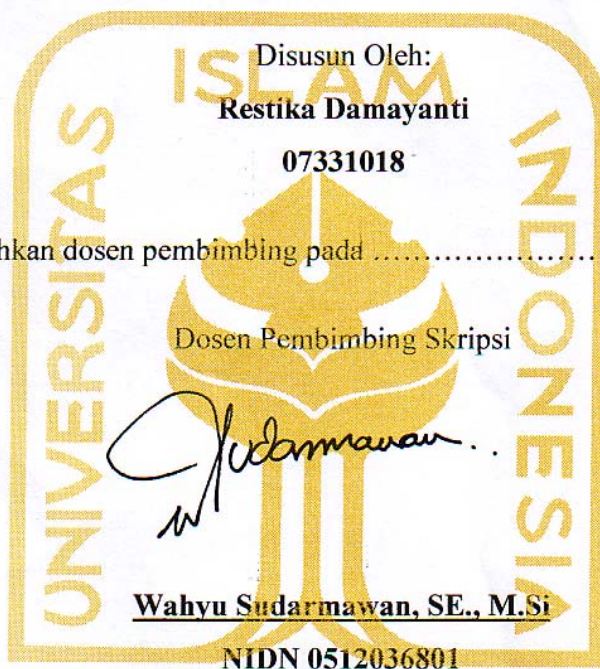 Disusun Oleh:
ISLAM
Restika Damayanti
07331018
UNIVERSITAS
INDONESIA
hkan dosen pembimbing pada ........................
Dosen Pembimbing Skripsi
Sudarmawan..
Wahyu Sudarmawan, SE., M.Si
NIDN 0512036801